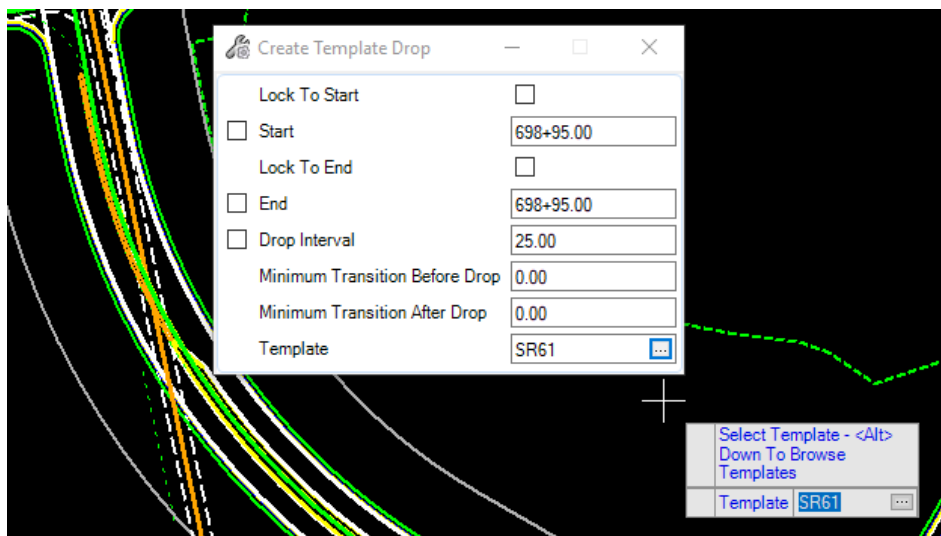 Create Template Drop
Lock To Start
Start 698+95.00
Lock To End
End 698+95.00
Drop Interval 25.00
Minimum Transition Before Drop 0.00
Minimum Transition After Drop 0.00
Template SR61 ...
Select Template - <Alt>
Down To Browse
Templates
Template SR61 ...